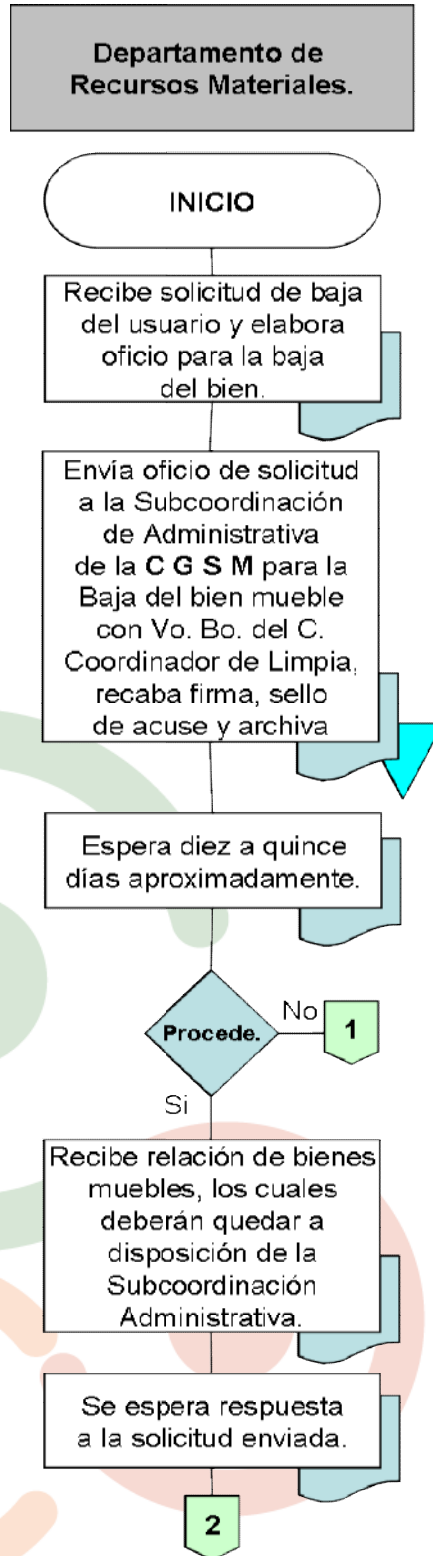 Departamento de
Recursos Materiales.
INICIO
Recibe solicitud de baja
del usuario y elabora
oficio para la baja
del bien.
Envía oficio de solicitud
a la Subcoordinación
de Administrativa
de la C G S M para la
Baja del bien mueble
con Vo. Bo. del C.
Coordinador de Limpia,
recaba firma, sello
de acuse y archiva
Espera diez a quince
días aproximadamente.
Procede.
No
1
Si
Recibe relación de bienes
muebles, los cuales
deberán quedar a
disposición de la
Subcoordinación
Administrativa.
Se espera respuesta
a la solicitud enviada.
2